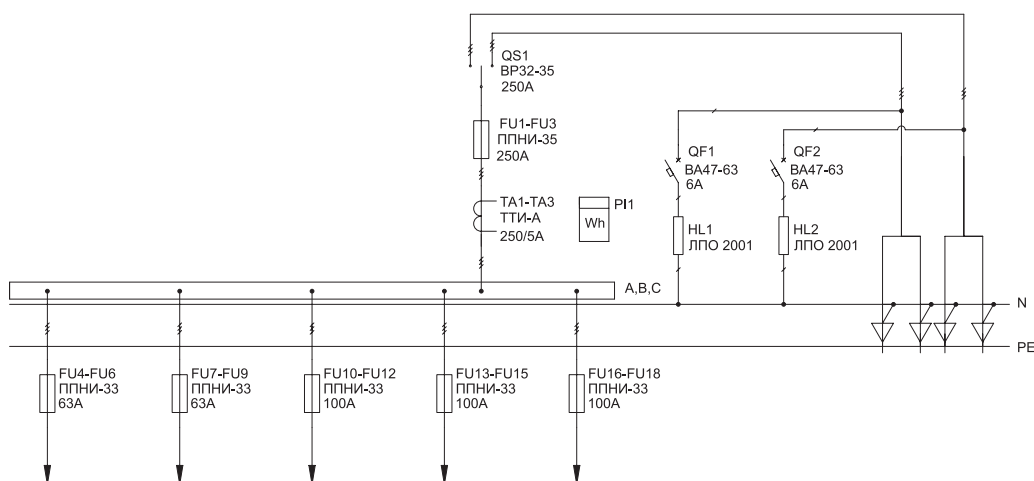 QS1
ВР32-35
250А
FU1-FU3
ППНИ-35
250А
QF1
ВА47-63
6А
QF2
ВА47-63
6А
ТА1-ТА3
ТТИ-А
250/5А
PI1
Wh
HL1
ЛПО 2001
HL2
ЛПО 2001
A,B,C
N
PE
FU4-FU6
ППНИ-33
63А
FU7-FU9
ППНИ-33
63А
FU10-FU12
ППНИ-33
100А
FU13-FU15
ППНИ-33
100А
FU16-FU18
ППНИ-33
100А